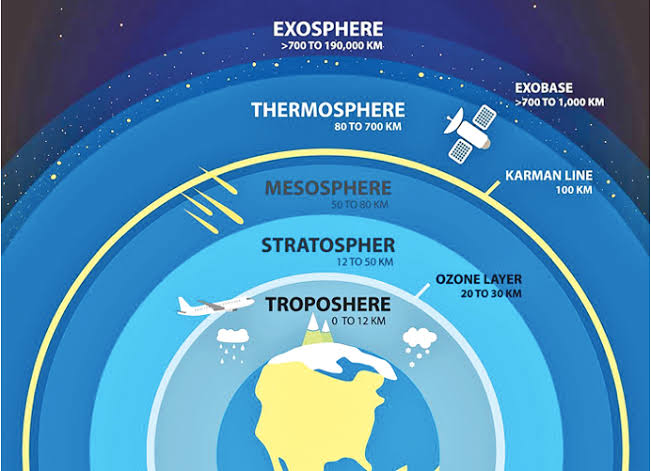 EXOSPHERE
>700 TO 190,000 KM
EXOBASE
>700 TO 1,000 KM
THERMOSPHERE
80 TO 700 KM
KARMAN LINE
100 KM
MESOSPHERE
50 TO 80 KM
STRATOSPHER
12 TO 50 KM
OZONE LAYER
20 TO 30 KM
TROPOSHERE
0 TO 12 KM